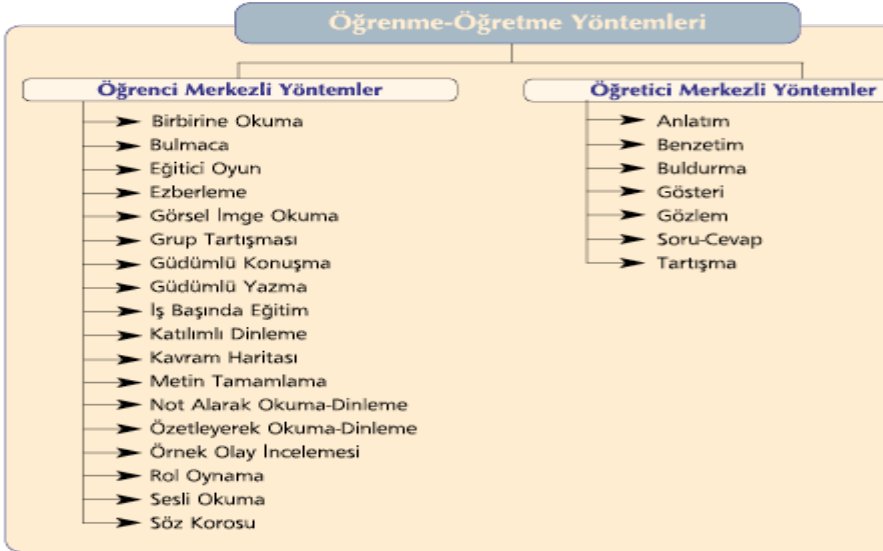 Öğrenme-Öğretme Yöntemleri
Öğrenci Merkezli Yöntemler
Birbirine Okuma
Bulmaca
Eğitici Oyun
Ezberleme
Görsel İmge Okuma
Grup Tartışması
Güdümlü Konuşma
Güdümlü Yazma
İş Başında Eğitim
Katılımlı Dinleme
Kavram Haritası
Metin Tamamlama
Not Alarak Okuma-Dinleme
Özetleyerek Okuma-Dinleme
Örnek Olay İncelemesi
Rol Oynama
Sesli Okuma
Söz Korosu
Öğretici Merkezli Yöntemler
Anlatım
Benzetim
Buldurma
Gösteri
Gözlem
Soru-Cevap
Tartışma